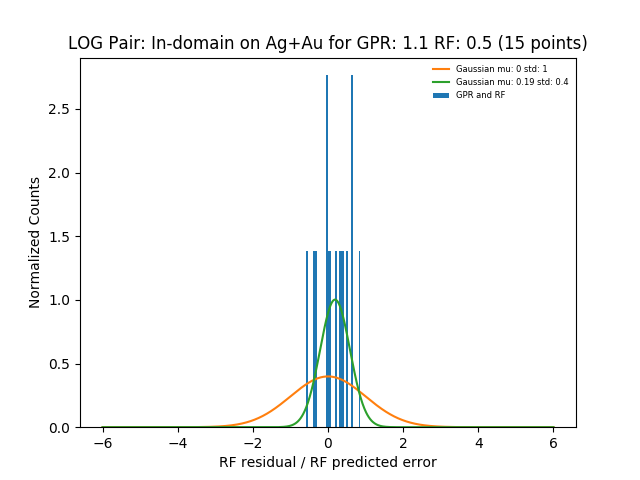 LOG Pair: In-domain on Ag+Au for GPR: 1.1 RF: 0.5 (15 points)
Gaussian mu: 0 std: 1
Gaussian mu: 0.19 std: 0.4
GPR and RF
Normalized Counts
2.5
2.0
1.5
1.0
0.5
0.0
−6 −4 −2 0 2 4 6
RF residual / RF predicted error